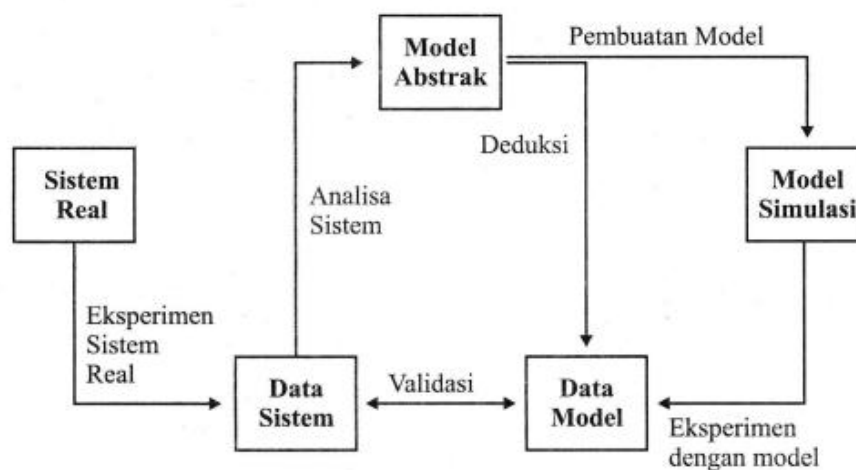 Model
Abstrak
Pembuatan Model
Deduksi
Sistem
Real
Analisa
Sistem
Model
Simulasi
Eksperimen
Sistem
Real
Data
Sistem
Validasi
Data
Model
Eksperimen
dengan model